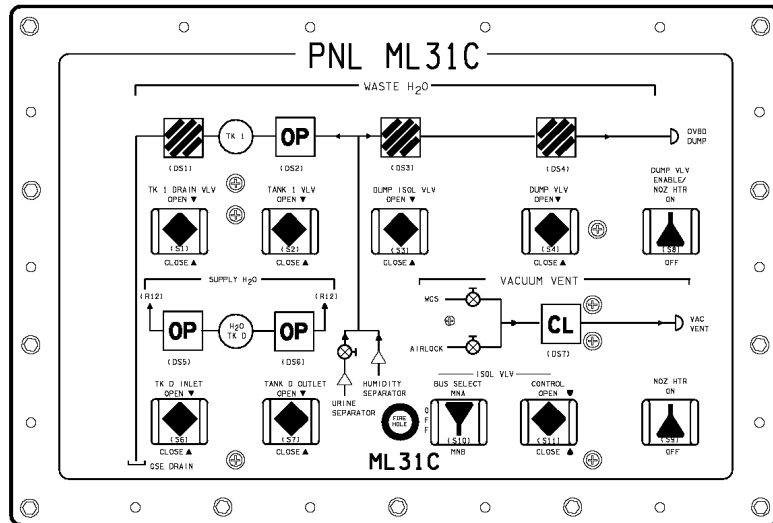 PNL ML31C
WASTE H2O
TK 1
OP
OVBD
DUMP
(DS1)
(DS2)
(DS3)
(DS4)
TK 1 DRAIN VLV
OPEN ▼
TANK 1 VLV
OPEN ▼
DUMP ISOL VLV
OPEN ▼
DUMP VLV
OPEN ▼
DUMP VLV
ENABLE/
NOZ HTR
ON
(S1)
(S2)
(S3)
(S4)
(S8)
CLOSE ▲
CLOSE ▲
CLOSE ▲
CLOSE ▲
OFF
SUPPLY H2O
VACUUM VENT
(R12)
(R12)
WCS
OP
H2O
TK D
OP
CL
VAC
VENT
AIRLOCK
(DS5)
(DS6)
(DS7)
ISOL VLV
TK D INLET
OPEN ▼
TANK D OUTLET
OPEN ▼
URINE
SEPARATOR
HUMIDITY
SEPARATOR
BUS SELECT
MNA
CONTROL
OPEN
NOZ HTR
ON
FIRE
HOLE
OFF
(S6)
(S7)
(S10)
(S11)
(S9)
CLOSE ▲
CLOSE ▲
MNB
CLOSE
OFF
GSE DRAIN
ML31C